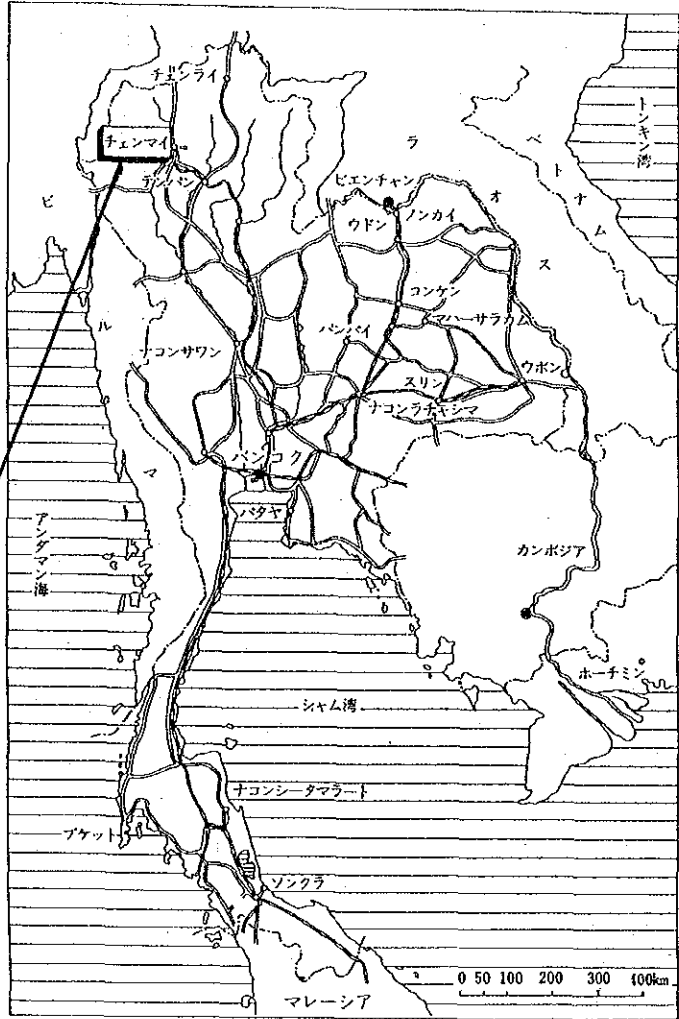 チェンライ
チェンマイ
デンパン
ビルマ
ラオス
ベトナム
トンキン湾
ビエンチャン
ノンカイ
ウドン
コンケン
マハーサラカム
バンパイ
ナコンサワン
スリン
ウボン
ナコンラチャシマ
バンコク
パタヤ
アンダマン海
カンボジア
ホーチミン
シャム湾
ナコンシータマラート
プケット
ソンクラ
0 50 100 200 300 400km
マレーシア